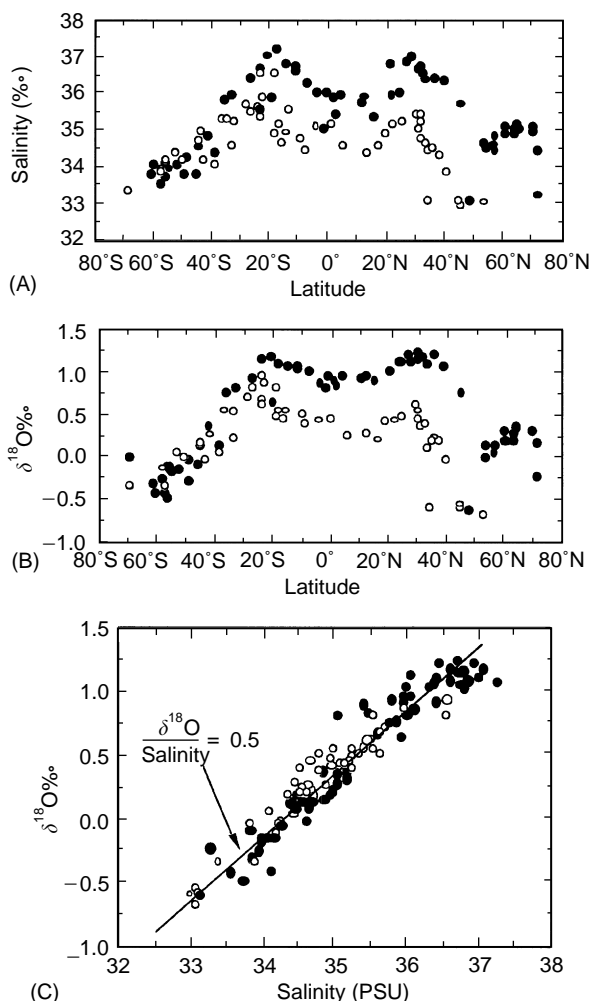 38
37
36
35
34
33
32
Salinity (%∘)
80°S 60°S 40°S 20°S 0° 20°N 40°N 60°N 80°N
(A)
Latitude
1.5
1.0
0.5
0.0
−0.5
−1.0
δ¹⁸O‰
80°S 60°S 40°S 20°S 0° 20°N 40°N 60°N 80°N
(B)
Latitude
1.5
1.0
0.5
0.0
−0.5
−1.0
δ¹⁸O‰
δ¹⁸O
Salinity
= 0.5
32 33 34 35 36 37 38
(C)
Salinity (PSU)